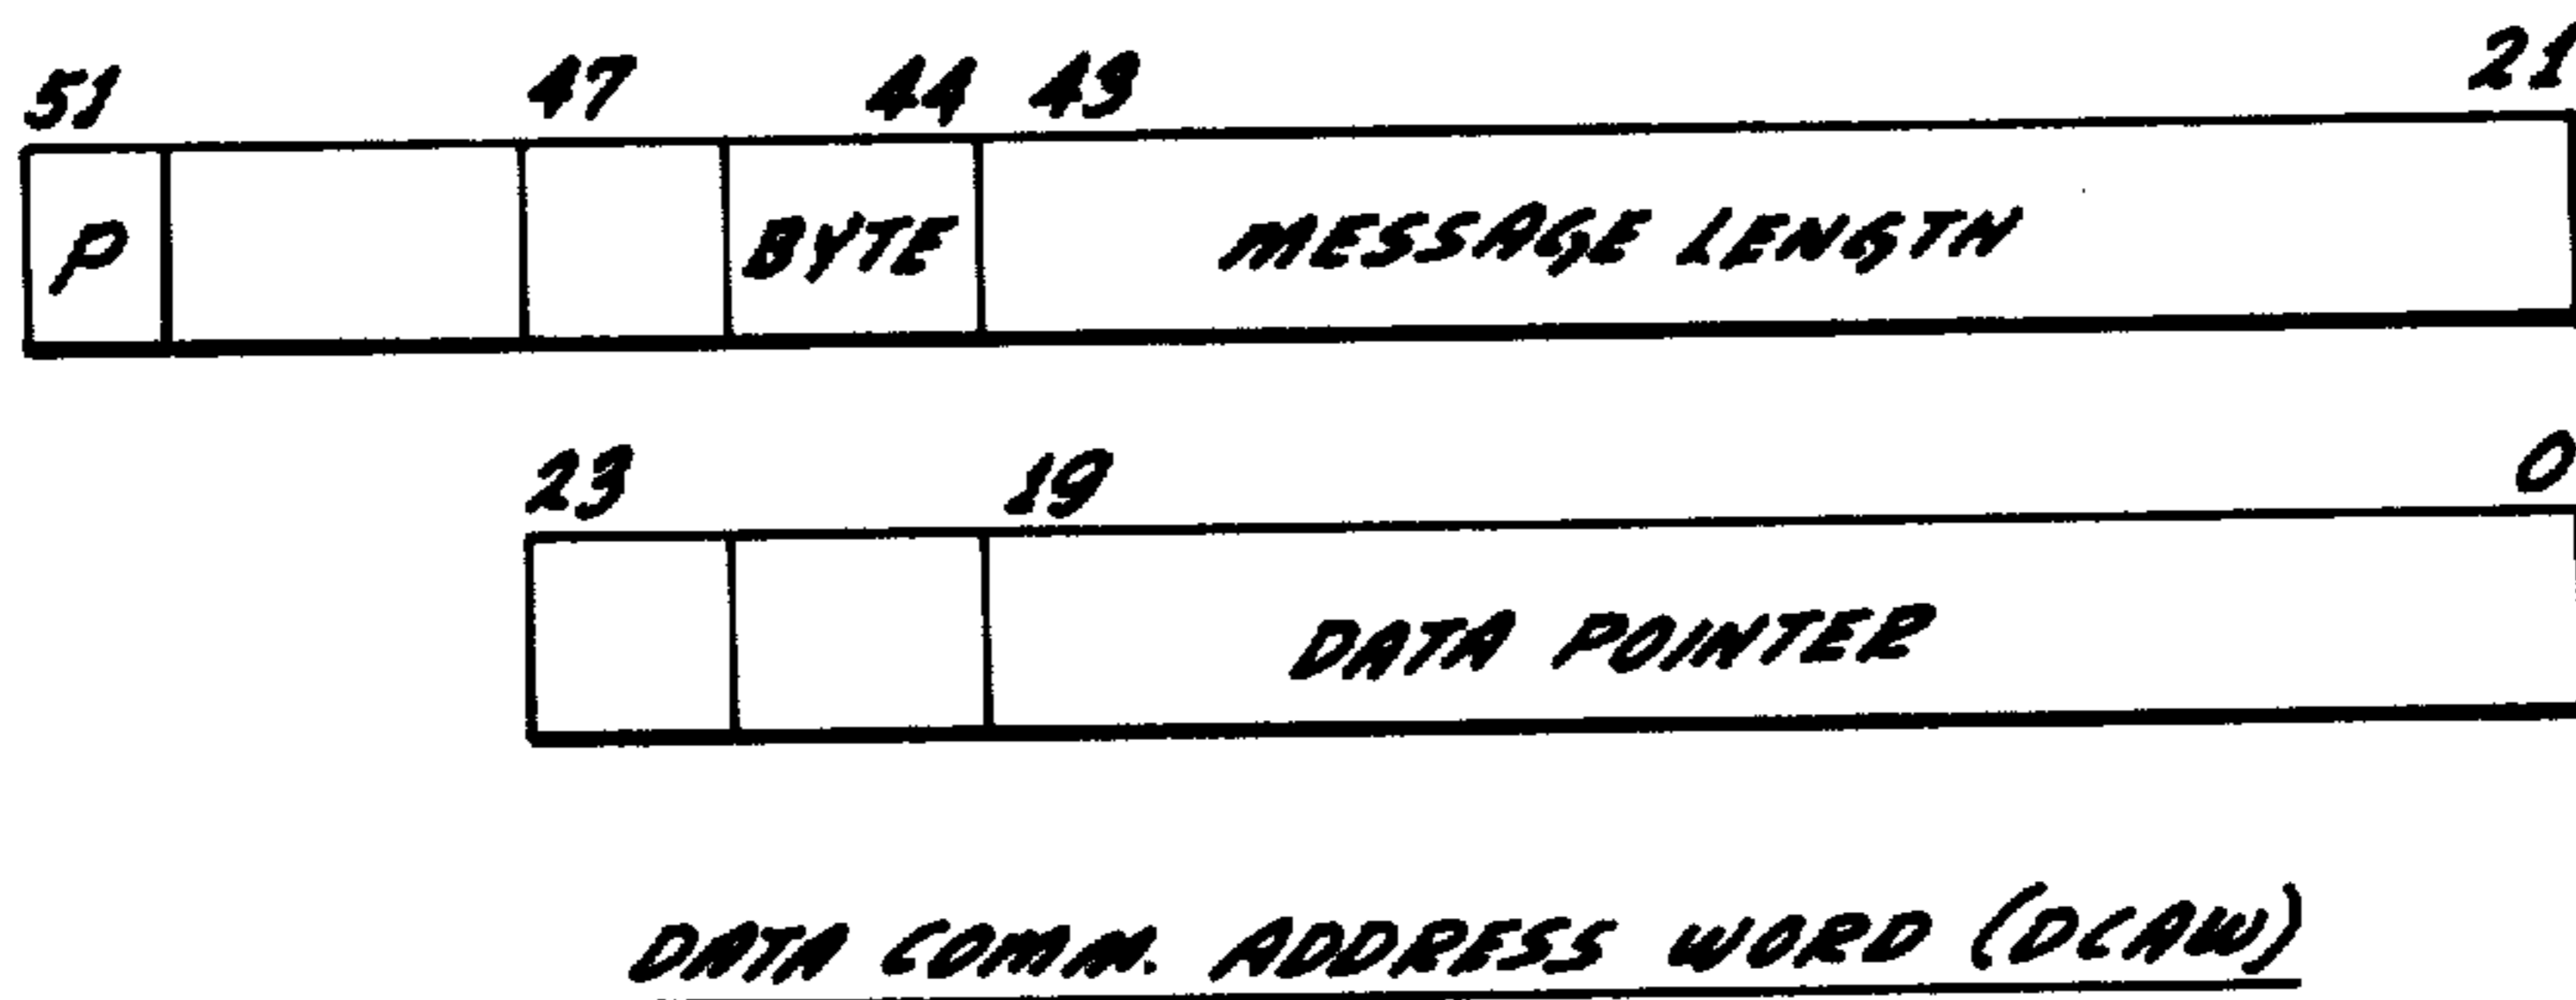 51 47 44 43 21
P BYTE MESSAGE LENGTH
23 19 0
DATA POINTER
DATA COMM. ADDRESS WORD (DCAW)